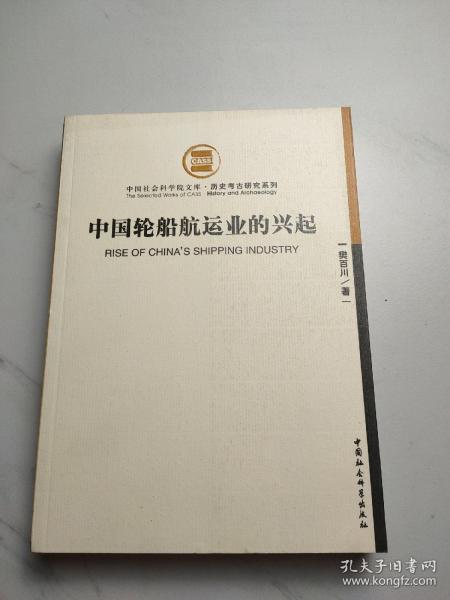 CASS
中国社会科学院文库·历史考古研究系列
The Selected Works of CASS History and Archaeology
中国轮船航运业的兴起
RISE OF CHINA'S SHIPPING INDUSTRY
樊百川／著
中国社会科学出版社
孔夫子旧书网
www.kongfz.com